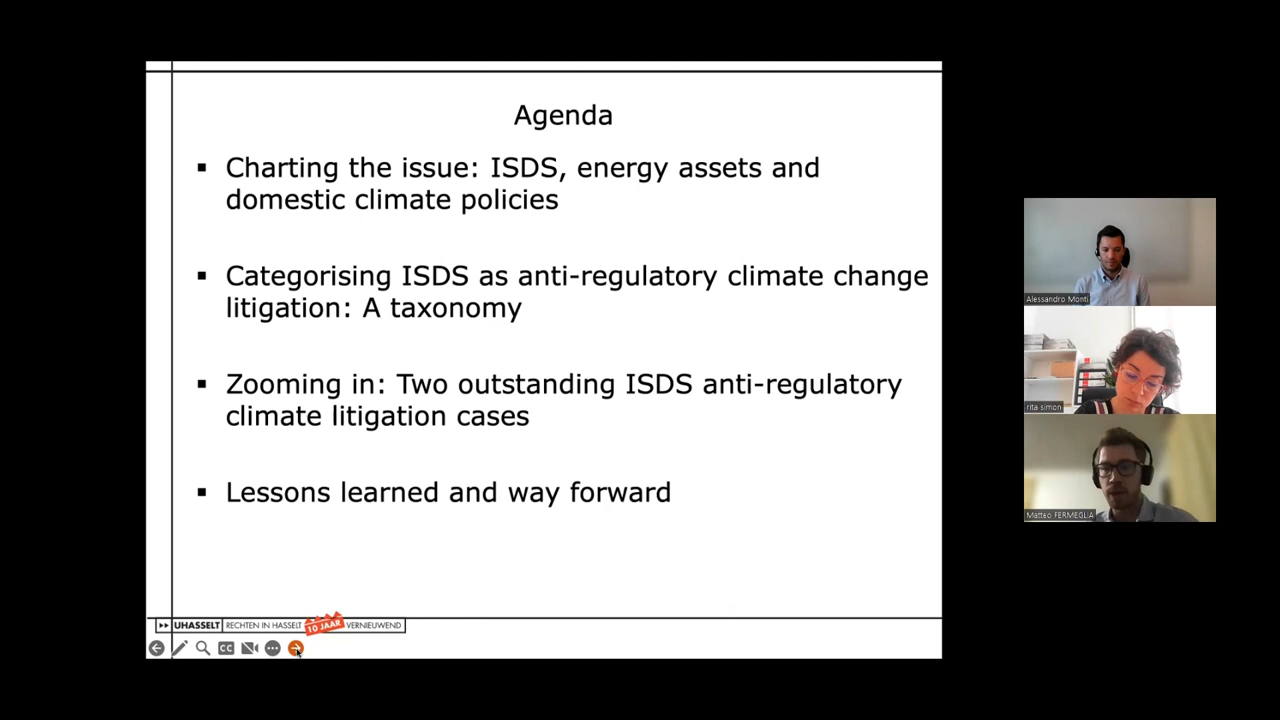 Agenda
▪ Charting the issue: ISDS, energy assets and
domestic climate policies
▪ Categorising ISDS as anti-regulatory climate change
litigation: A taxonomy
▪ Zooming in: Two outstanding ISDS anti-regulatory
climate litigation cases
▪ Lessons learned and way forward
UHASSELT RECHTEN IN HASSELT 10 JAAR VERNIEUWEND
CC
Alessandro Monti
rita simon
Matteo FERMEGLIA